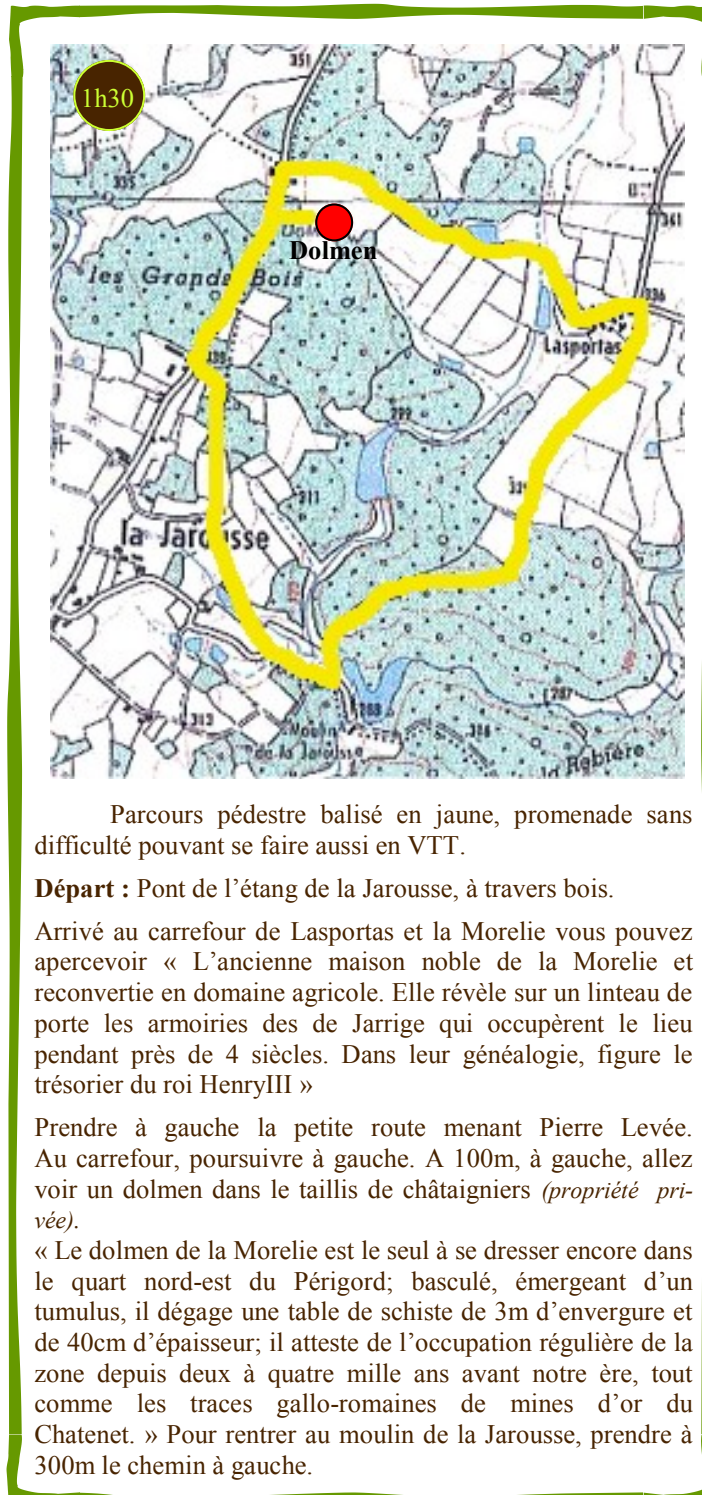 1h30
351
335
Dolmen
les Grands Bois
341
336
Lasportas
299
311
la Jarousse
287
313
288
Moulin
de la Jarousse
316
la Rebière
Parcours pédestre balisé en jaune, promenade sans
difficulté pouvant se faire aussi en VTT.
Départ : Pont de l’étang de la Jarousse, à travers bois.
Arrivé au carrefour de Lasportas et la Morelie vous pouvez
apercevoir « L’ancienne maison noble de la Morelie et
reconvertie en domaine agricole. Elle révèle sur un linteau de
porte les armoiries des de Jarrige qui occupèrent le lieu
pendant près de 4 siècles. Dans leur généalogie, figure le
trésorier du roi HenryIII »
Prendre à gauche la petite route menant Pierre Levée.
Au carrefour, poursuivre à gauche. A 100m, à gauche, allez
voir un dolmen dans le taillis de châtaigniers (propriété pri-
vée).
« Le dolmen de la Morelie est le seul à se dresser encore dans
le quart nord-est du Périgord; basculé, émergeant d’un
tumulus, il dégage une table de schiste de 3m d’envergure et
de 40cm d’épaisseur; il atteste de l’occupation régulière de la
zone depuis deux à quatre mille ans avant notre ère, tout
comme les traces gallo-romaines de mines d’or du
Chatenet. » Pour rentrer au moulin de la Jarousse, prendre à
300m le chemin à gauche.